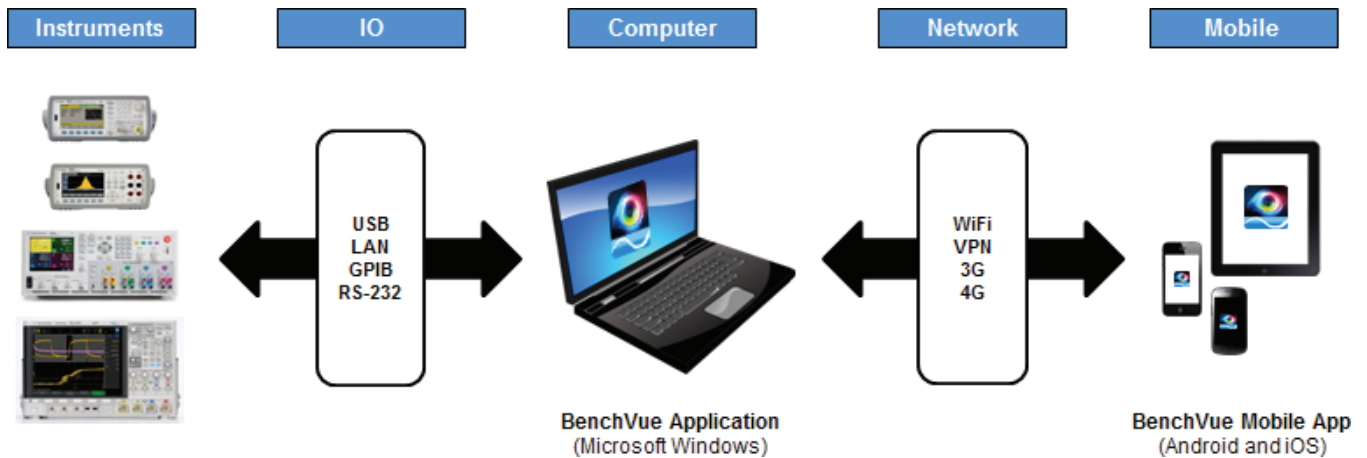 Instruments
IO
Computer
Network
Mobile
USB
LAN
GPIB
RS-232
WiFi
VPN
3G
4G
BenchVue Application
(Microsoft Windows)
BenchVue Mobile App
(Android and iOS)